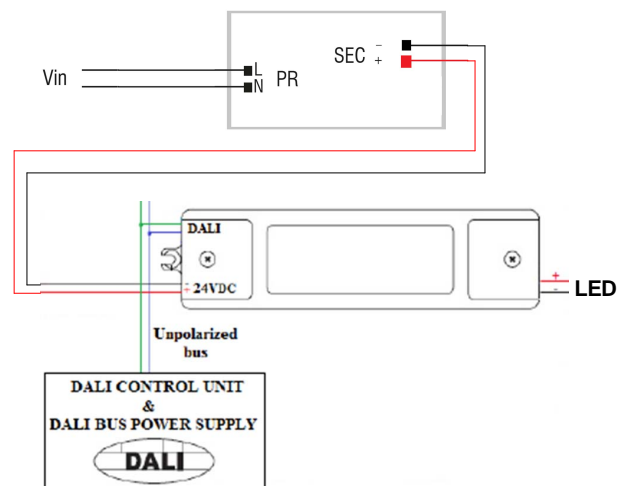 SEC - +
Vin L N PR
DALI
- + 24VDC
+ - LED
Unpolarized
bus
DALI CONTROL UNIT
&
DALI BUS POWER SUPPLY
DALI